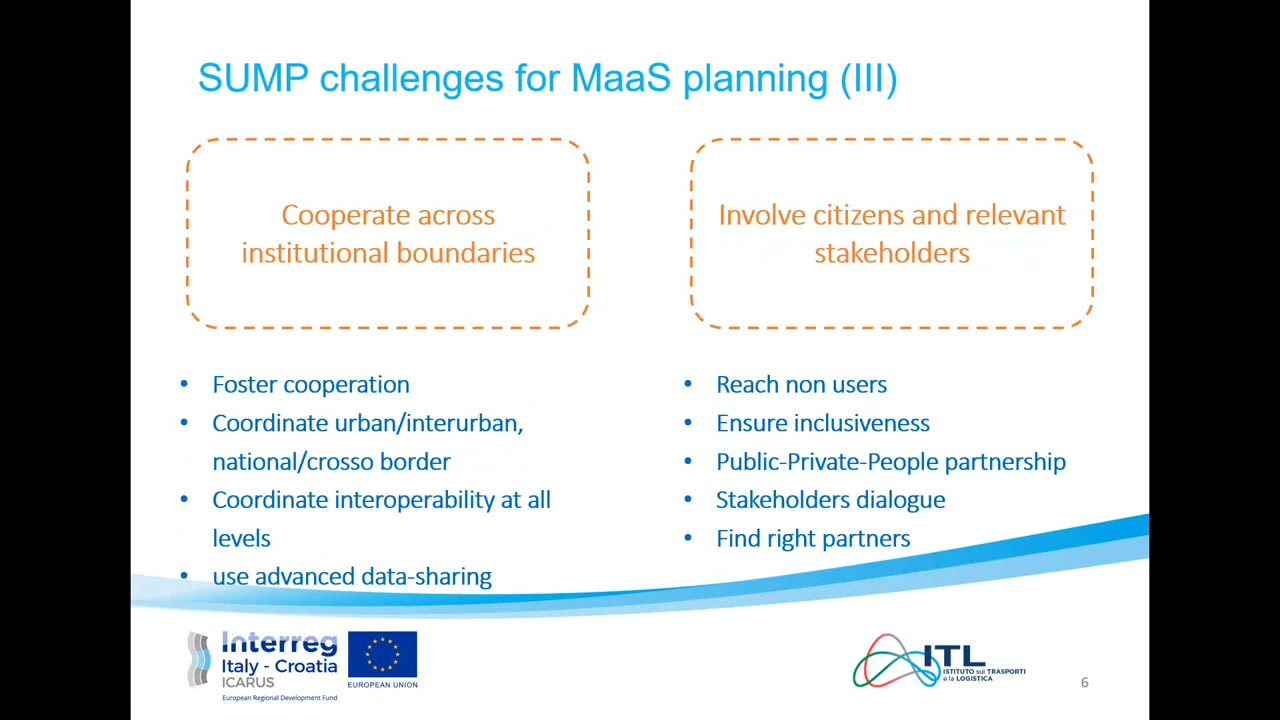 SUMP challenges for MaaS planning (III)
Cooperate across
institutional boundaries
Involve citizens and relevant
stakeholders
• Foster cooperation
• Coordinate urban/interurban,
national/crosso border
• Coordinate interoperability at all
levels
• use advanced data-sharing
• Reach non users
• Ensure inclusiveness
• Public-Private-People partnership
• Stakeholders dialogue
• Find right partners
Interreg
Italy - Croatia
ICARUS
European Regional Development Fund
EUROPEAN UNION
ITL
ISTITUTO sui TRASPORTI
e la LOGISTICA
6